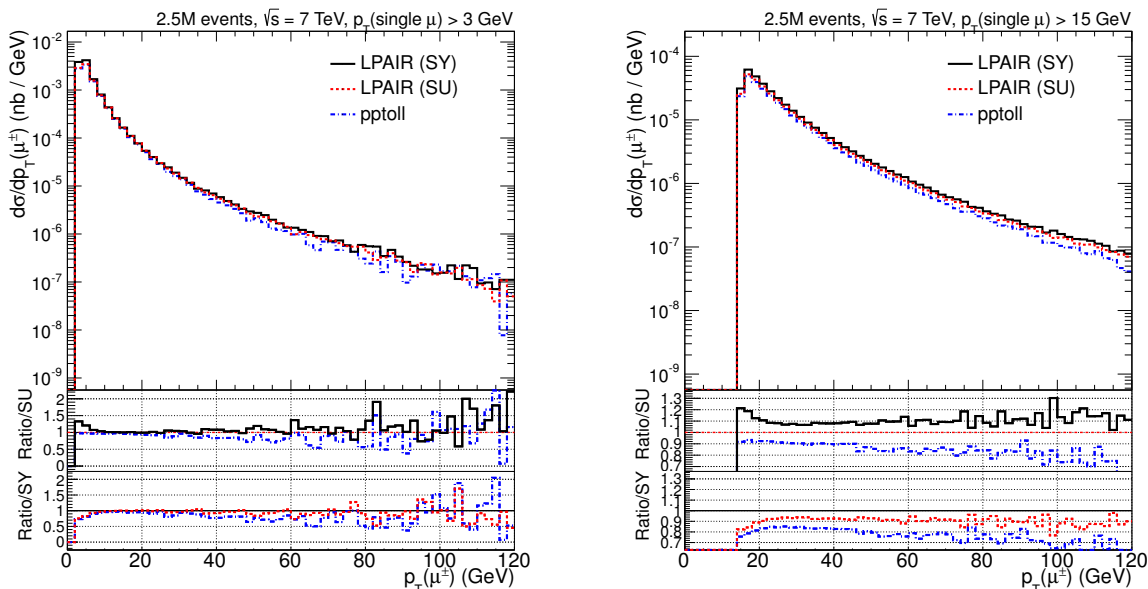 2.5M events, √s = 7 TeV, p_T(single μ) > 3 GeV
dσ/dp_T(μ^±) (nb / GeV)
10^-2
10^-3
10^-4
10^-5
10^-6
10^-7
10^-8
10^-9
LPAIR (SY)
LPAIR (SU)
pptoll
Ratio/SU
2
1.5
1
0.5
0
Ratio/SY
2
1.5
1
0.5
0
0 20 40 60 80 100 120
p_T(μ^±) (GeV)
2.5M events, √s = 7 TeV, p_T(single μ) > 15 GeV
dσ/dp_T(μ^±) (nb / GeV)
10^-4
10^-5
10^-6
10^-7
10^-8
10^-9
LPAIR (SY)
LPAIR (SU)
pptoll
Ratio/SU
1.3
1.2
1.1
1
0.9
0.8
0.7
Ratio/SY
1.3
1.2
1.1
1
0.9
0.8
0.7
0 20 40 60 80 100 120
p_T(μ^±) (GeV)